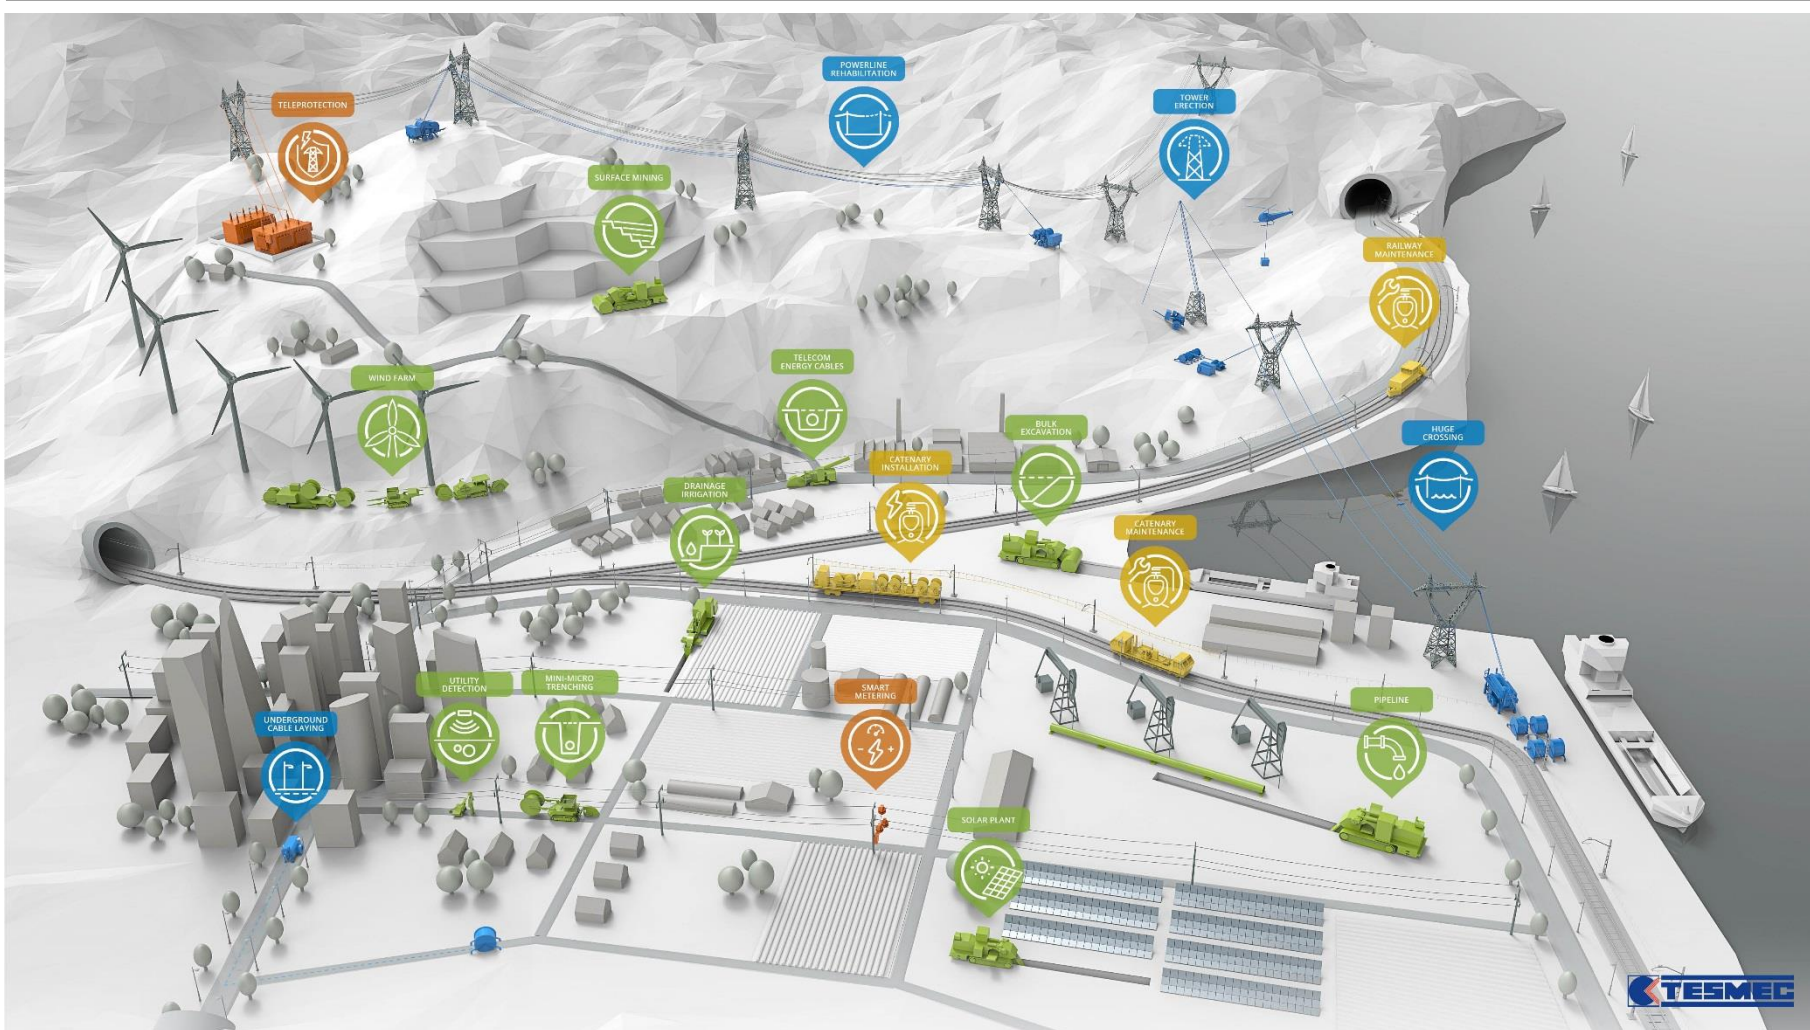 POWERLINE
REHABILITATION
TELEPROTECTION
TOWER
ERECTION
SURFACE MINING
RAILWAY
MAINTENANCE
TELECOM
ENERGY CABLES
WIND FARM
BULK
EXCAVATION
HUGE
CROSSING
CATENARY
INSTALLATION
DRAINAGE
IRRIGATION
CATENARY
MAINTENANCE
UTILITY
DETECTION
MINI-MICRO
TRENCHING
SMART
METERING
PIPELINE
UNDERGROUND
CABLE LAYING
SOLAR PLANT
TESMEC